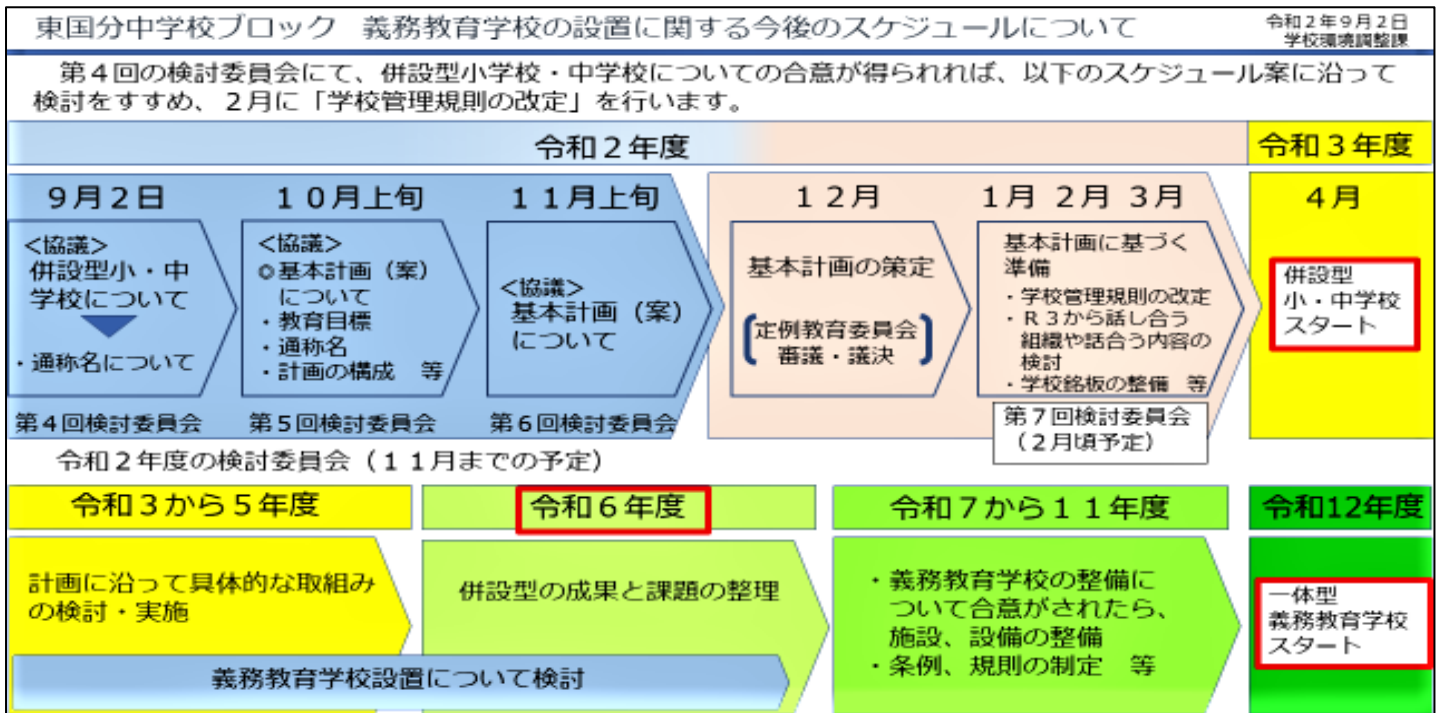 東国分中学校ブロック 義務教育学校の設置に関する今後のスケジュールについて
令和２年９月２日
学校環境調整課
第４回の検討委員会にて、併設型小学校・中学校についての合意が得られれば、以下のスケジュール案に沿って
検討をすすめ、２月に「学校管理規則の改定」を行います。
令和２年度
令和３年度
９月２日
<協議>
併設型小・中
学校について
・通称名について
第４回検討委員会
１０月上旬
<協議>
◎基本計画（案）
について
・教育目標
・通称名
・計画の構成 等
第５回検討委員会
１１月上旬
<協議>
基本計画（案）
について
第６回検討委員会
１２月
基本計画の策定
定例教育委員会
審議・議決
１月 ２月 ３月
基本計画に基づく
準備
・学校管理規則の改定
・Ｒ３から話し合う
組織や話合う内容の
検討
・学校銘板の整備 等
第７回検討委員会
（２月頃予定）
４月
併設型
小・中学校
スタート
令和２年度の検討委員会（１１月までの予定）
令和３から５年度
計画に沿って具体的な取組み
の検討・実施
令和６年度
併設型の成果と課題の整理
義務教育学校設置について検討
令和７から１１年度
・義務教育学校の整備に
ついて合意がされたら、
施設、設備の整備
・条例、規則の制定 等
令和12年度
一体型
義務教育学校
スタート